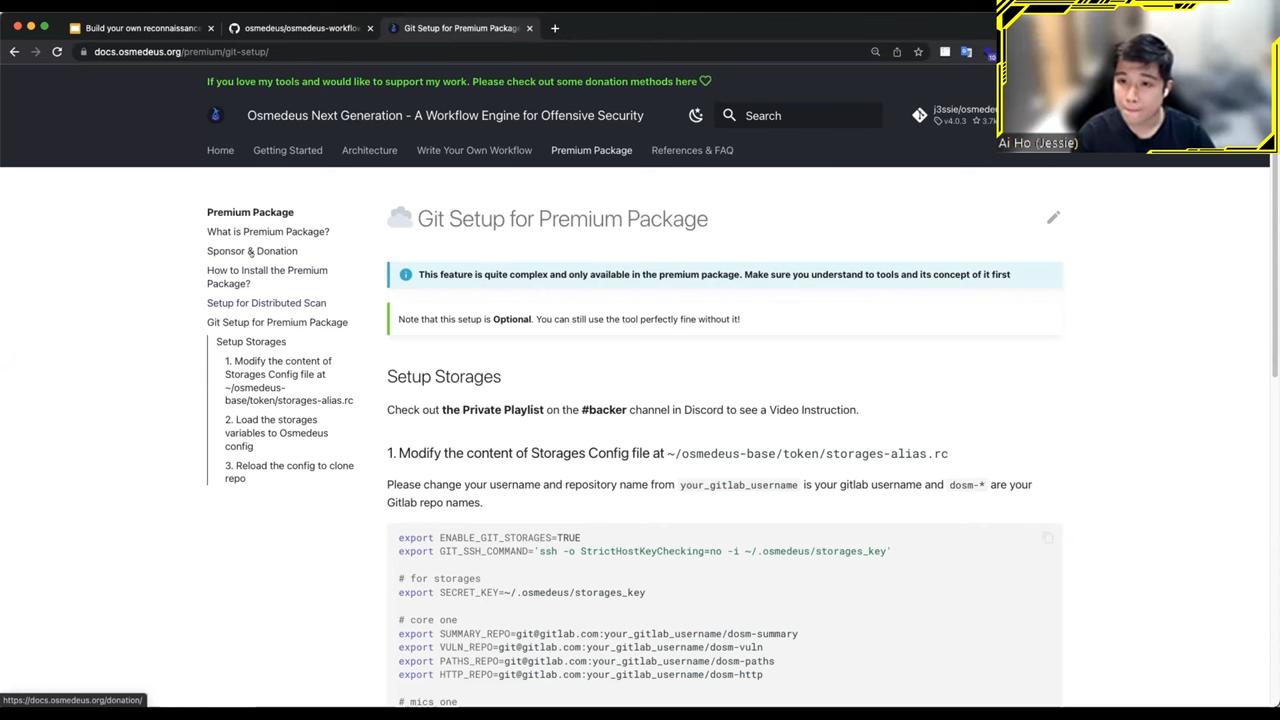 Build your own reconnaissance
osmedeus/osmedeus-workflow
Git Setup for Premium Package
docs.osmedeus.org/premium/git-setup/
If you love my tools and would like to support my work. Please check out some donation methods here
Osmedeus Next Generation - A Workflow Engine for Offensive Security
Search
j3ssie/osmede
v4.0.3 3.7
Ai Ho (Jessie)
Home
Getting Started
Architecture
Write Your Own Workflow
Premium Package
References & FAQ
Premium Package
What is Premium Package?
Sponsor & Donation
How to Install the Premium
Package?
Setup for Distributed Scan
Git Setup for Premium Package
Setup Storages
1. Modify the content of
Storages Config file at
~/osmedeus-
base/token/storages-alias.rc
2. Load the storages
variables to Osmedeus
config
3. Reload the config to clone
repo
Git Setup for Premium Package
This feature is quite complex and only available in the premium package. Make sure you understand to tools and its concept of it first
Note that this setup is Optional. You can still use the tool perfectly fine without it!
Setup Storages
Check out the Private Playlist on the #backer channel in Discord to see a Video Instruction.
1. Modify the content of Storages Config file at ~/osmedeus-base/token/storages-alias.rc
Please change your username and repository name from your_gitlab_username is your gitlab username and dosm-* are your
Gitlab repo names.
export ENABLE_GIT_STORAGES=TRUE
export GIT_SSH_COMMAND='ssh -o StrictHostKeyChecking=no -i ~/.osmedeus/storages_key'
# for storages
export SECRET_KEY=~/.osmedeus/storages_key
# core one
export SUMMARY_REPO=git@gitlab.com:your_gitlab_username/dosm-summary
export VULN_REPO=git@gitlab.com:your_gitlab_username/dosm-vuln
export PATHS_REPO=git@gitlab.com:your_gitlab_username/dosm-paths
export HTTP_REPO=git@gitlab.com:your_gitlab_username/dosm-http
# mics one
https://docs.osmedeus.org/donation/